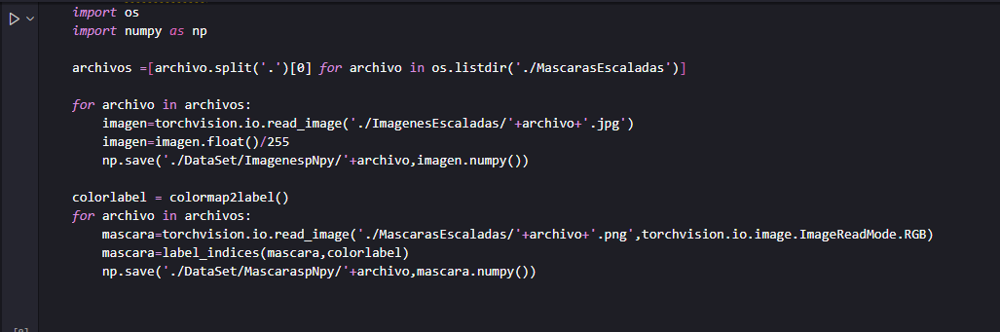 import os
import numpy as np
archivos =[archivo.split('.')[0] for archivo in os.listdir('./MascarasEscaladas')]
for archivo in archivos:
imagen=torchvision.io.read_image('./ImagenesEscaladas/'+archivo+'.jpg')
imagen=imagen.float()/255
np.save('./DataSet/ImagenespNpy/'+archivo,imagen.numpy())
colorlabel = colormap2label()
for archivo in archivos:
mascara=torchvision.io.read_image('./MascarasEscaladas/'+archivo+'.png',torchvision.io.image.ImageReadMode.RGB)
mascara=label_indices(mascara,colorlabel)
np.save('./DataSet/MascaraspNpy/'+archivo,mascara.numpy())